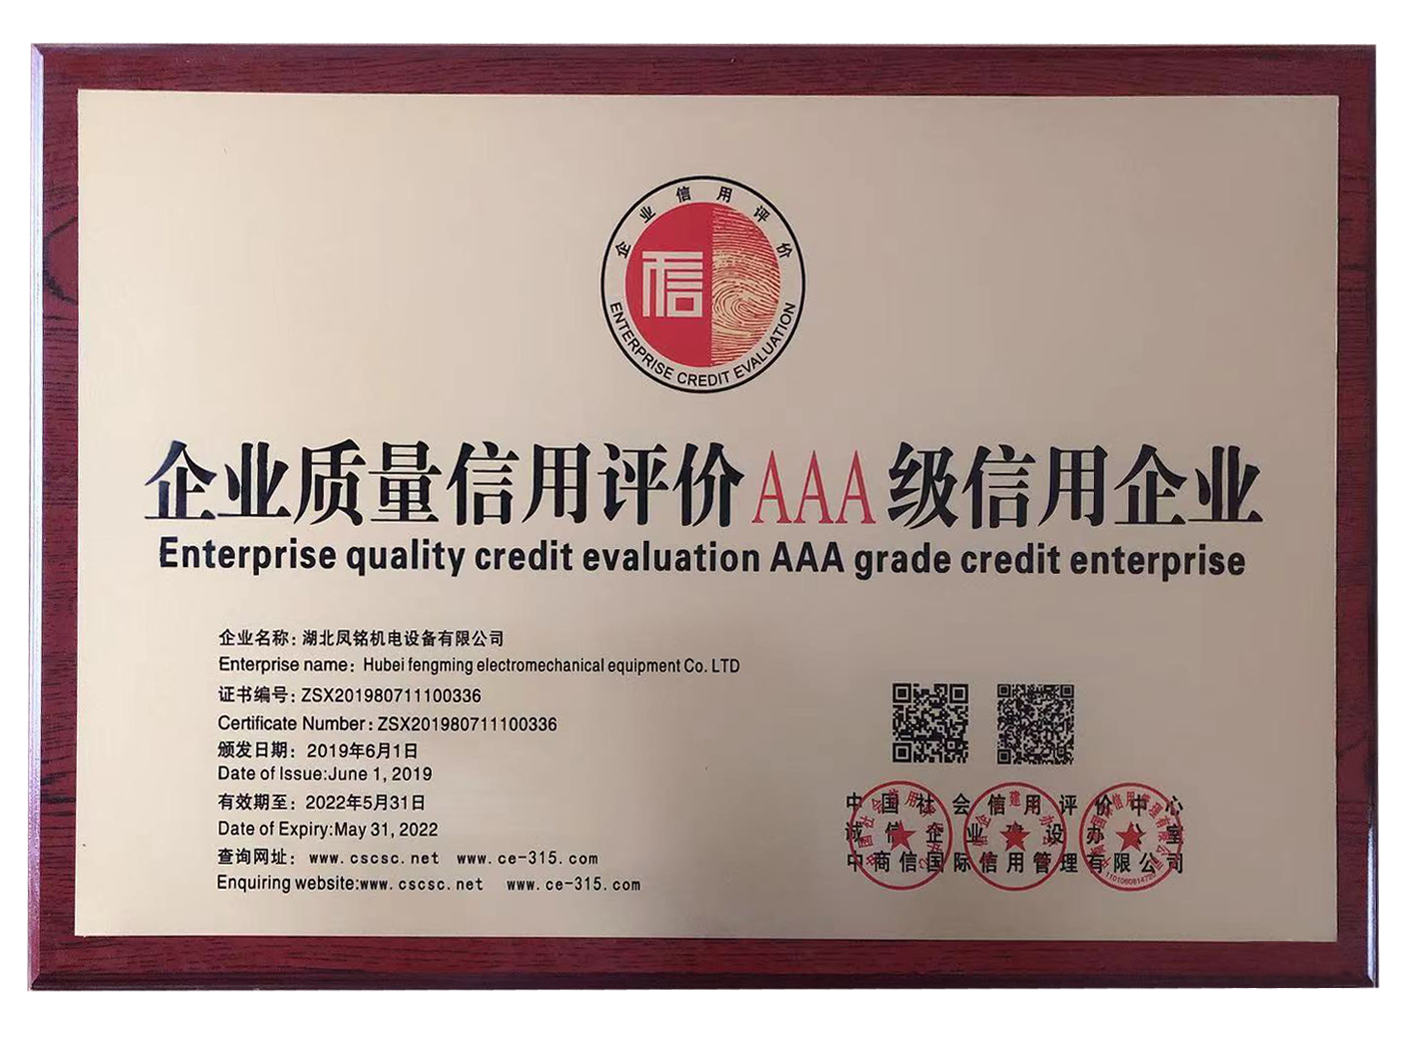 企业信用评价
信
ENTERPRISE CREDIT EVALUATION
企业质量信用评价AAA级信用企业
Enterprise quality credit evaluation AAA grade credit enterprise
企业名称: 湖北凤铭机电设备有限公司
Enterprise name: Hubei fengming electromechanical equipment Co. LTD
证书编号: ZSX201980711100336
Certificate Number: ZSX201980711100336
颁发日期: 2019年6月1日
Date of Issue:June 1, 2019
有效期至: 2022年5月31日
Date of Expiry:May 31, 2022
查询网址: www.cscsc.net www.ce-315.com
Enquiring website:www.cscsc.net www.ce-315.com
中国社会信用评价中心
诚信企业建设办公室
中商信国际信用管理有限公司